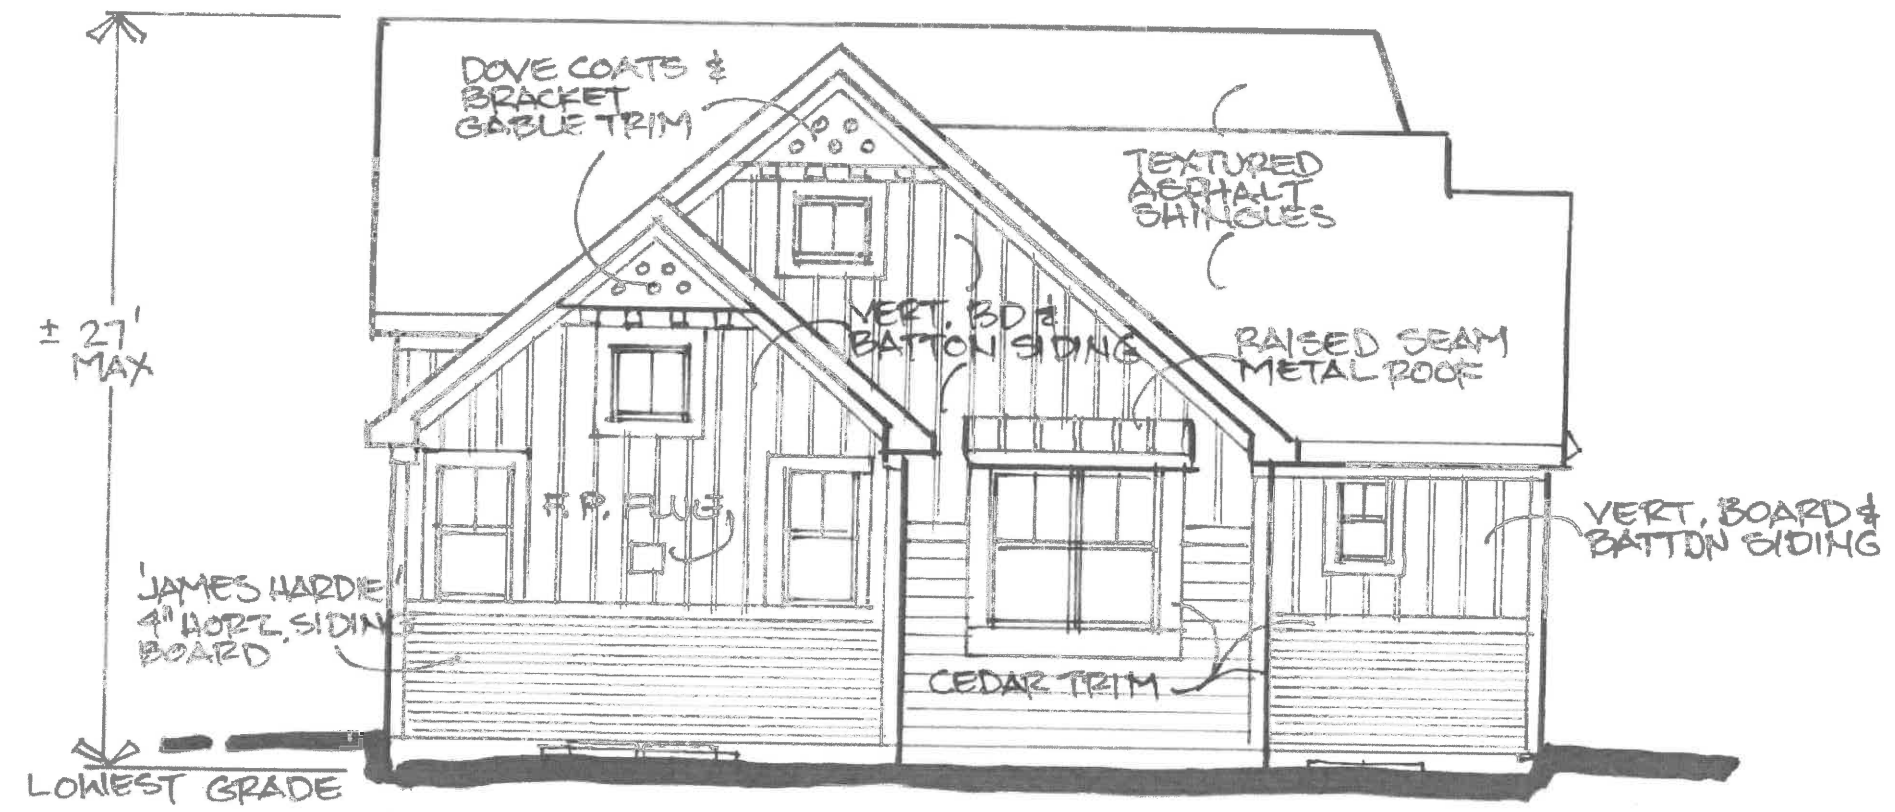 DOVE COATS &
BRACKET
GABLE TRIM
TEXTURED
ASPHALT
SHINGLES
± 27'
MAX
VERT. BD &
BATTON SIDING
RAISED SEAM
METAL ROOF
F.P. FLUE
VERT. BOARD &
BATTON SIDING
'JAMES HARDIE'
4" HORZ. SIDING
BOARD
CEDAR TRIM
LOWEST GRADE